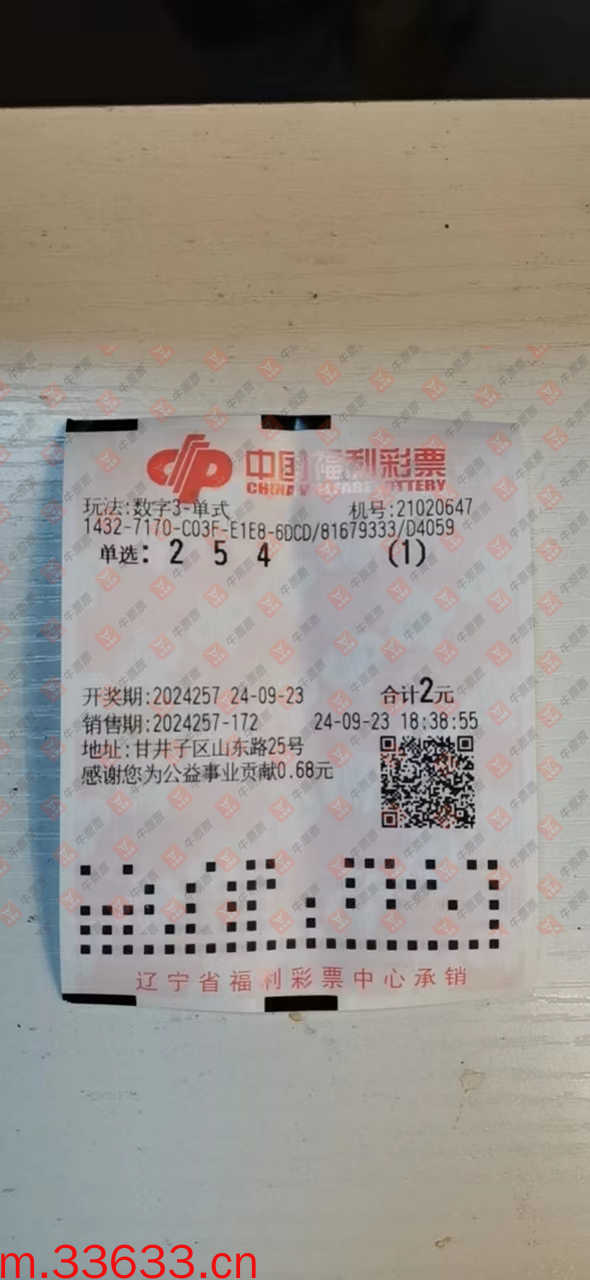 中国福利彩票
CHINA WELFARE LOTTERY
玩法:数字3-单式 机号:21020647
1432-7170-C03F-E1E8-6DCD/81679333/D4059
单选: 2 5 4 (1)
开奖期:2024257 24-09-23 合计2元
销售期:2024257-172 24-09-23 18:38:55
地址:甘井子区山东路25号
感谢您为公益事业贡献0.68元
辽宁省福利彩票中心承销
m.33633.cn